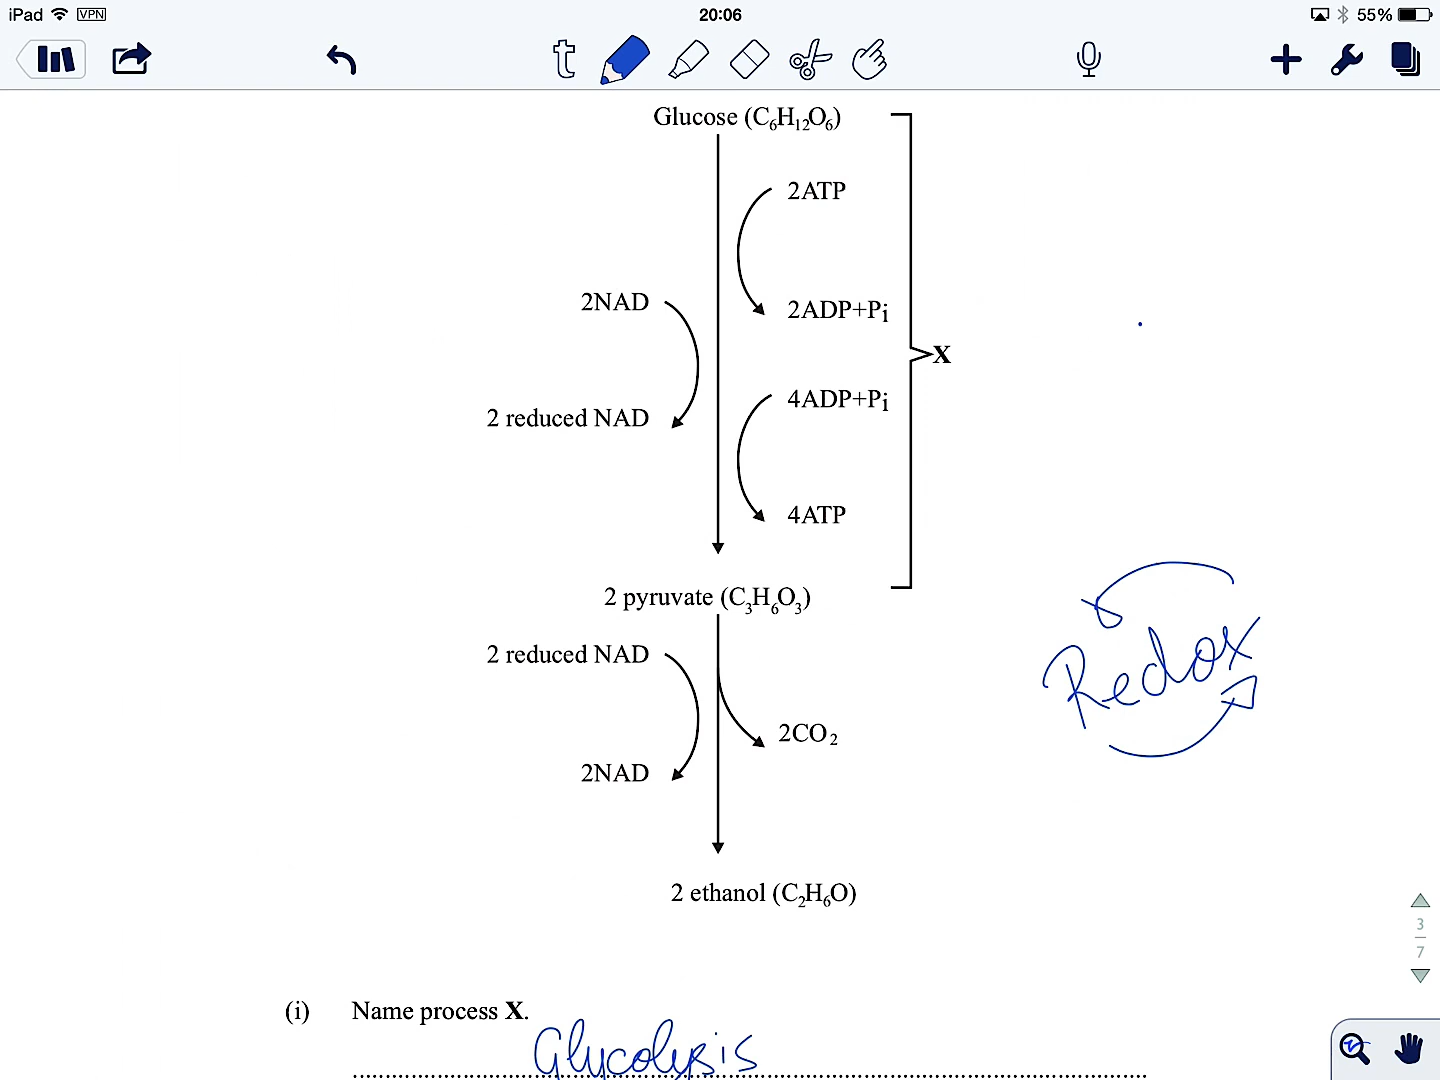 iPad VPN 20:06 55%
t
Glucose (C6H12O6)
2ATP
2NAD
2ADP+Pi
X
4ADP+Pi
2 reduced NAD
4ATP
2 pyruvate (C3H6O3)
2 reduced NAD
Redox
2CO2
2NAD
2 ethanol (C2H6O)
3
7
(i) Name process X.
Glycolysis